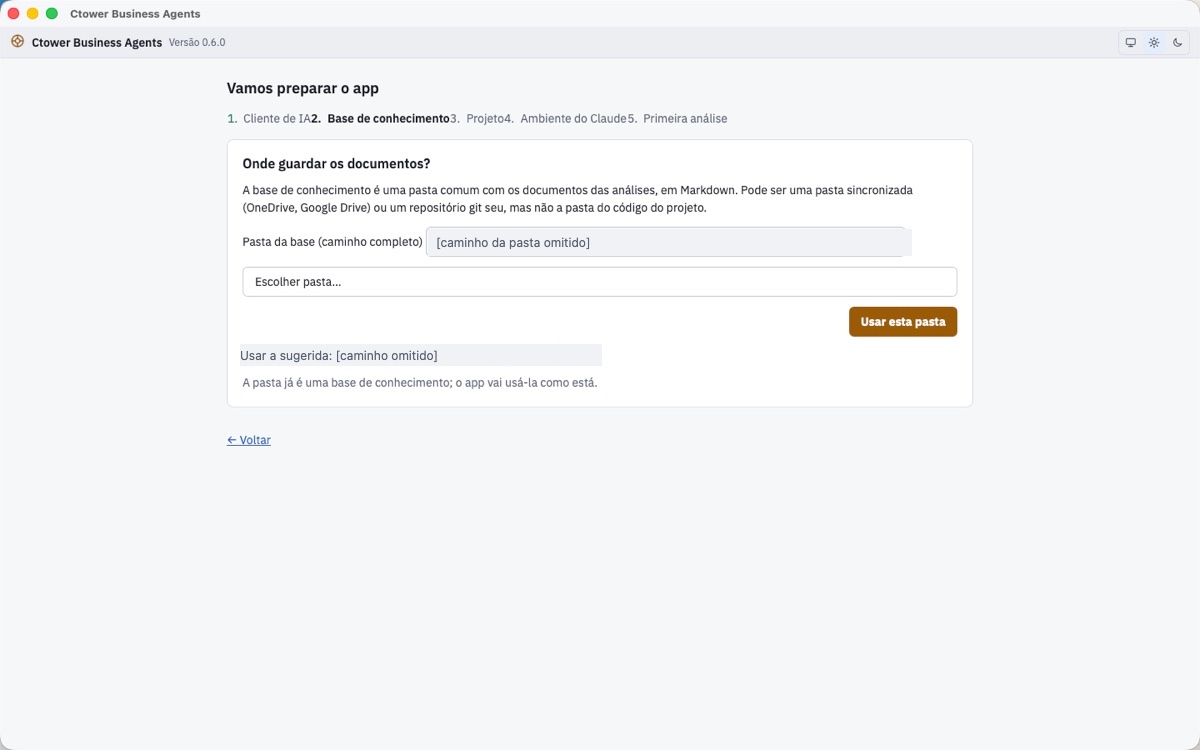 Ctower Business Agents
Ctower Business Agents Versão 0.6.0
Vamos preparar o app
1. Cliente de IA2. Base de conhecimento3. Projeto4. Ambiente do Claude5. Primeira análise
Onde guardar os documentos?
A base de conhecimento é uma pasta comum com os documentos das análises, em Markdown. Pode ser uma pasta sincronizada
(OneDrive, Google Drive) ou um repositório git seu, mas não a pasta do código do projeto.
Pasta da base (caminho completo) [caminho da pasta omitido]
Escolher pasta...
Usar esta pasta
Usar a sugerida: [caminho omitido]
A pasta já é uma base de conhecimento; o app vai usá-la como está.
← Voltar